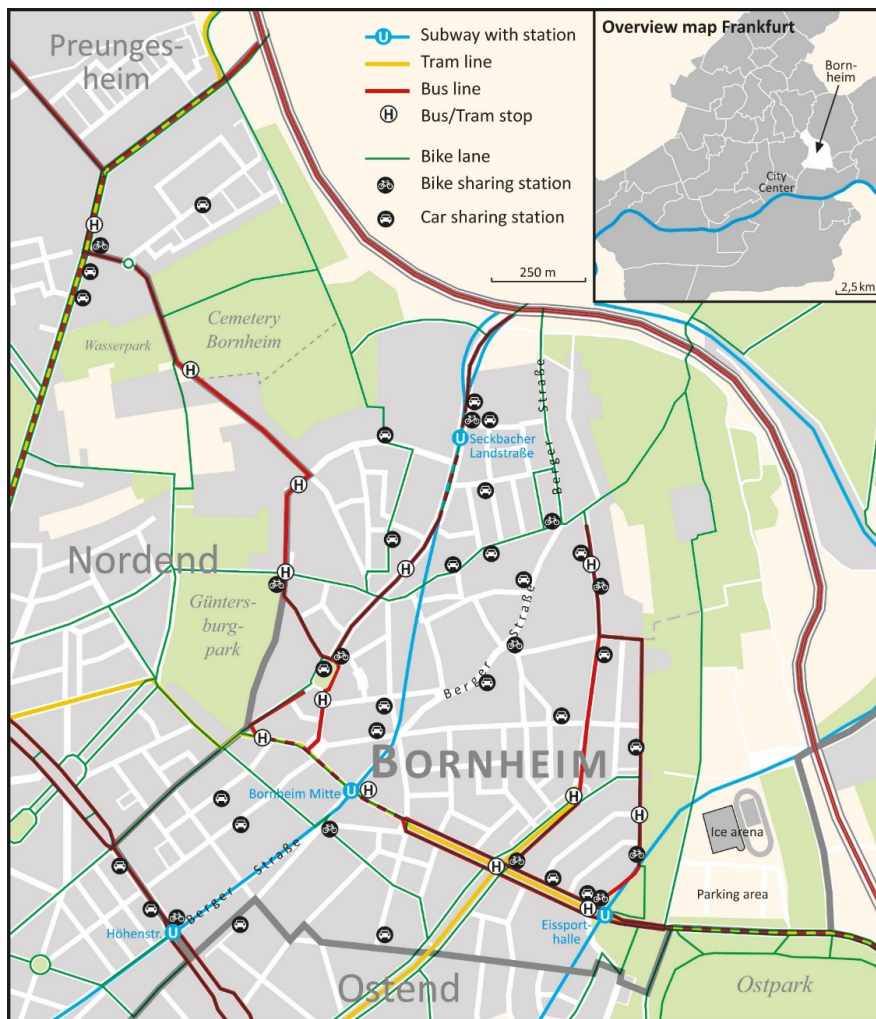 Preunges-
heim
Subway with station
Tram line
Bus line
H Bus/Tram stop
Bike lane
Bike sharing station
Car sharing station
250 m
Overview map Frankfurt
Born-
heim
City
Center
2,5 km
H
Wasserpark
Cemetery
Bornheim
H
Berger Straße
U Seckbacher
Landstraße
H
Nordend
H
H
H
Günters-
burg-
park
Berger Straße
H
H
BORNHEIM
Bornheim Mitte U H
H
H
Ice arena
Berger Straße
H
Parking area
Höhenstr. U
H
U
Eissport-
halle
Ostend
Ostpark